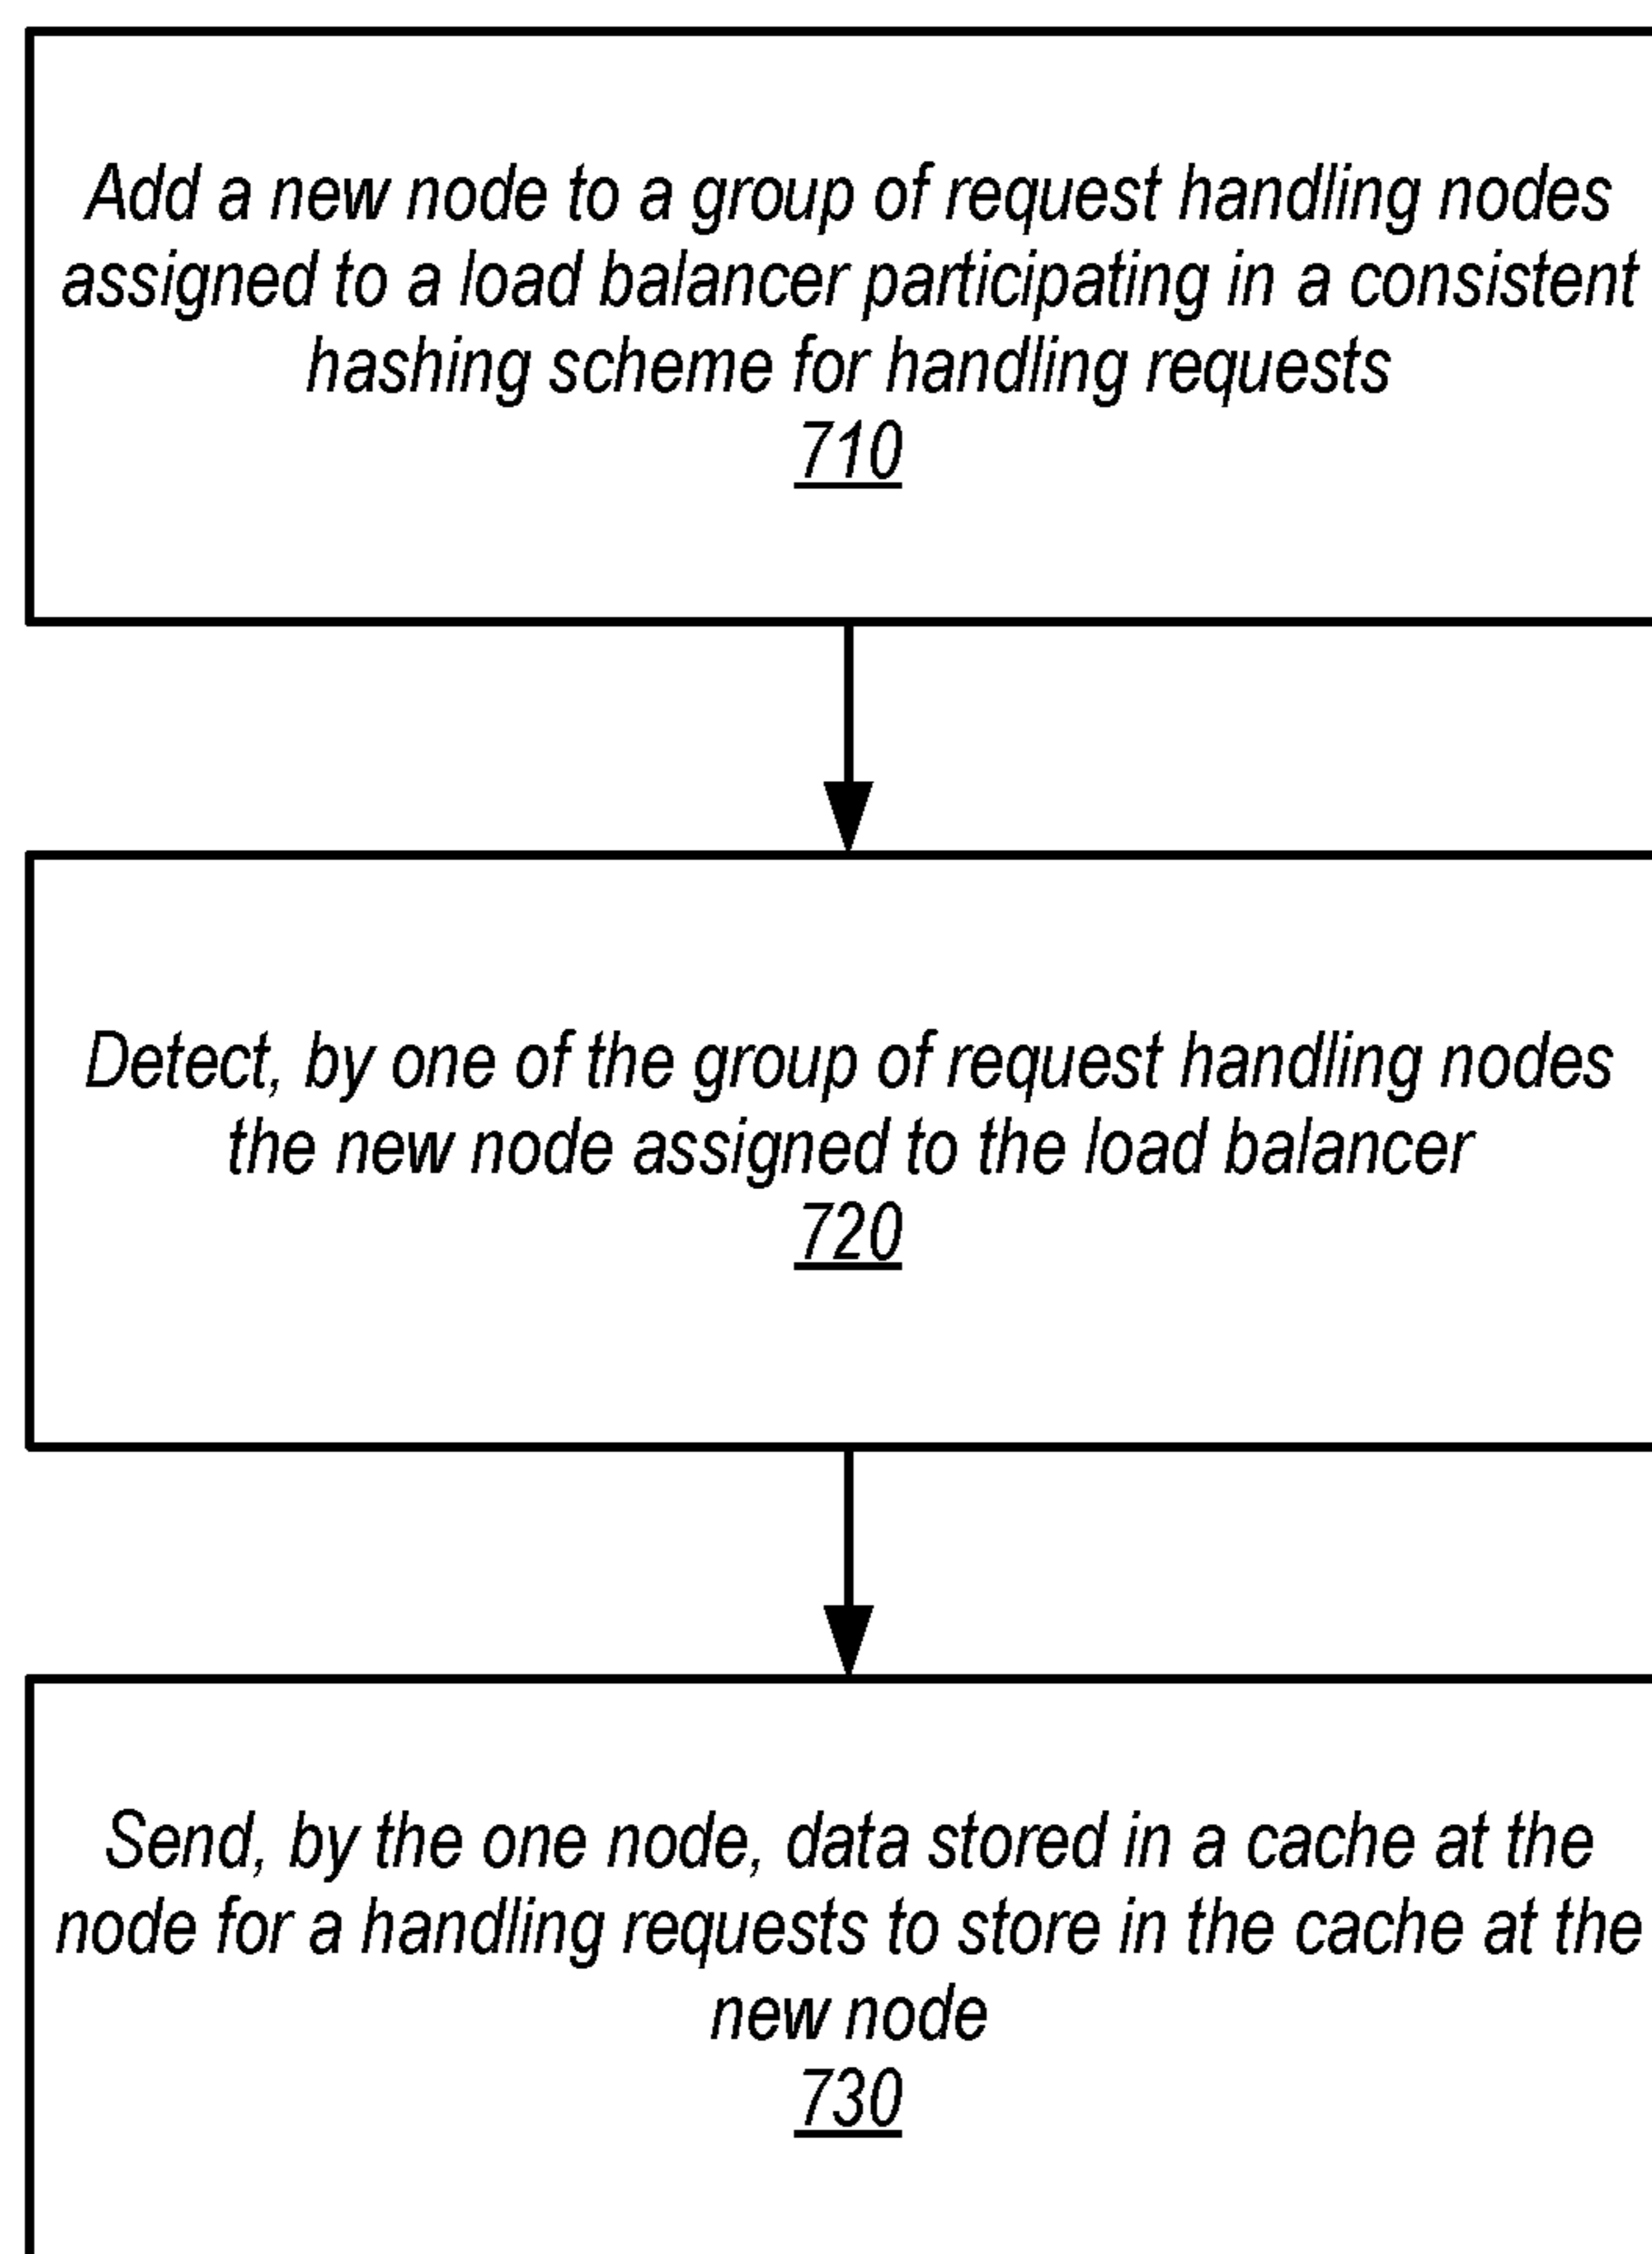 Add a new node to a group of request handling nodes
assigned to a load balancer participating in a consistent
hashing scheme for handling requests
710
Detect, by one of the group of request handling nodes
the new node assigned to the load balancer
720
Send, by the one node, data stored in a cache at the
node for a handling requests to store in the cache at the
new node
730